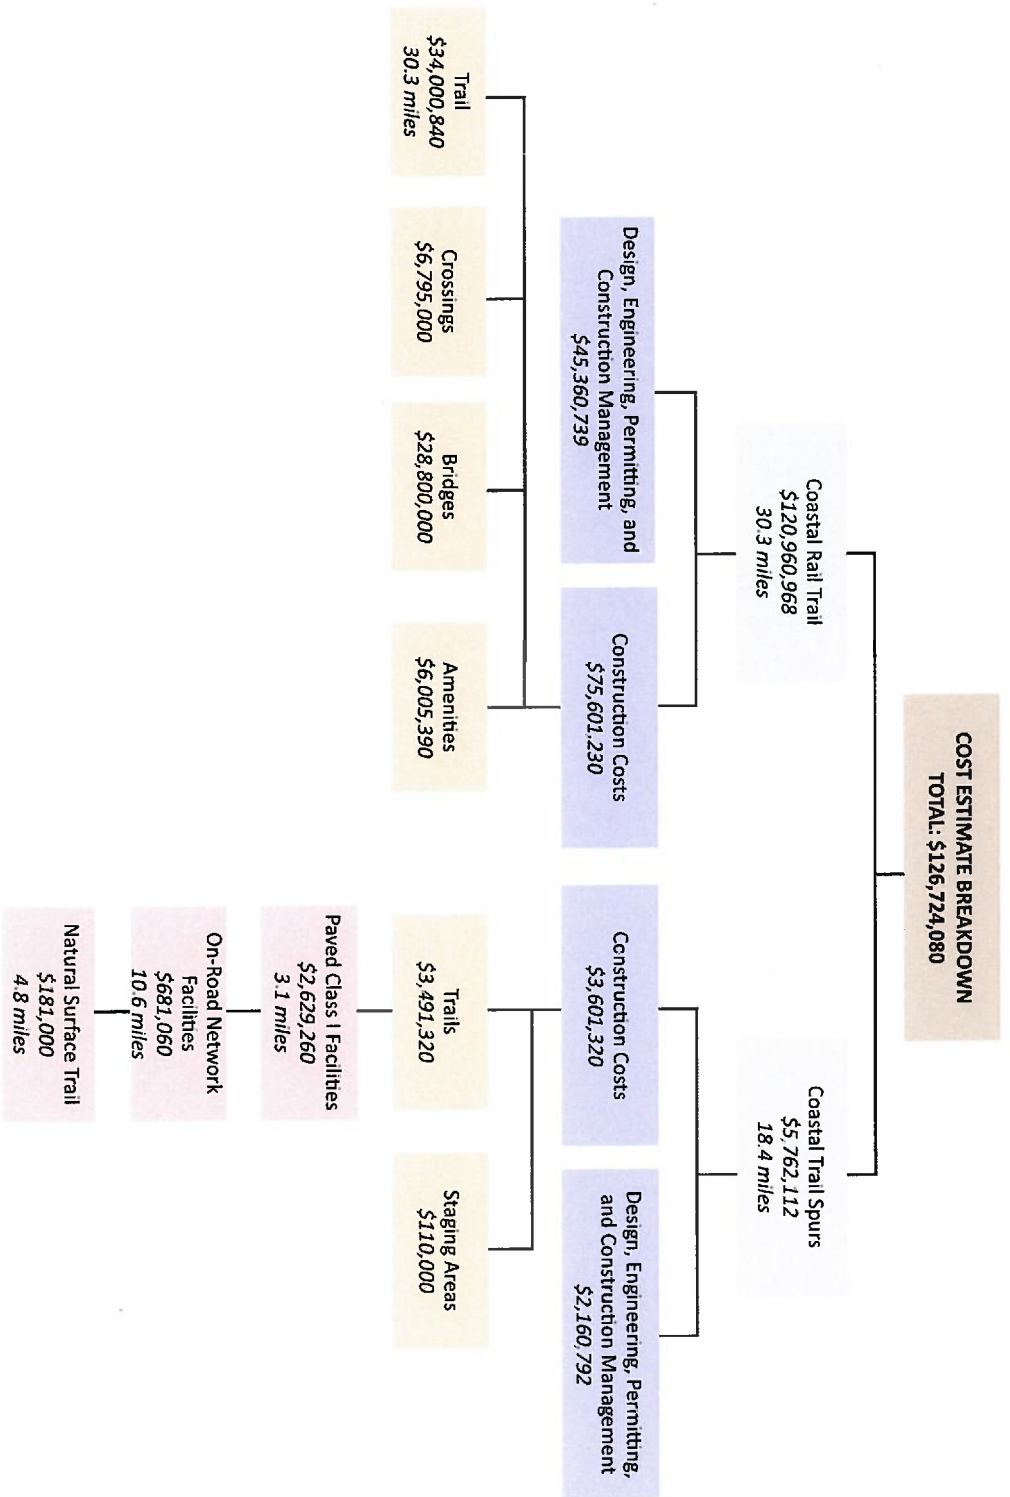 COST ESTIMATE BREAKDOWN
TOTAL: $126,724,080
Coastal Rail Trail
$120,960,968
30.3 miles
Coastal Trail Spurs
$5,762,112
18.4 miles
Design, Engineering, Permitting, and
Construction Management
$45,360,739
Construction Costs
$75,601,230
Construction Costs
$3,601,320
Design, Engineering, Permitting,
and Construction Management
$2,160,792
Trail
$34,000,840
30.3 miles
Crossings
$6,795,000
Bridges
$28,800,000
Amenities
$6,005,390
Trails
$3,491,320
Staging Areas
$110,000
Paved Class I Facilities
$2,629,260
3.1 miles
On-Road Network
Facilities
$681,060
10.6 miles
Natural Surface Trail
$181,000
4.8 miles